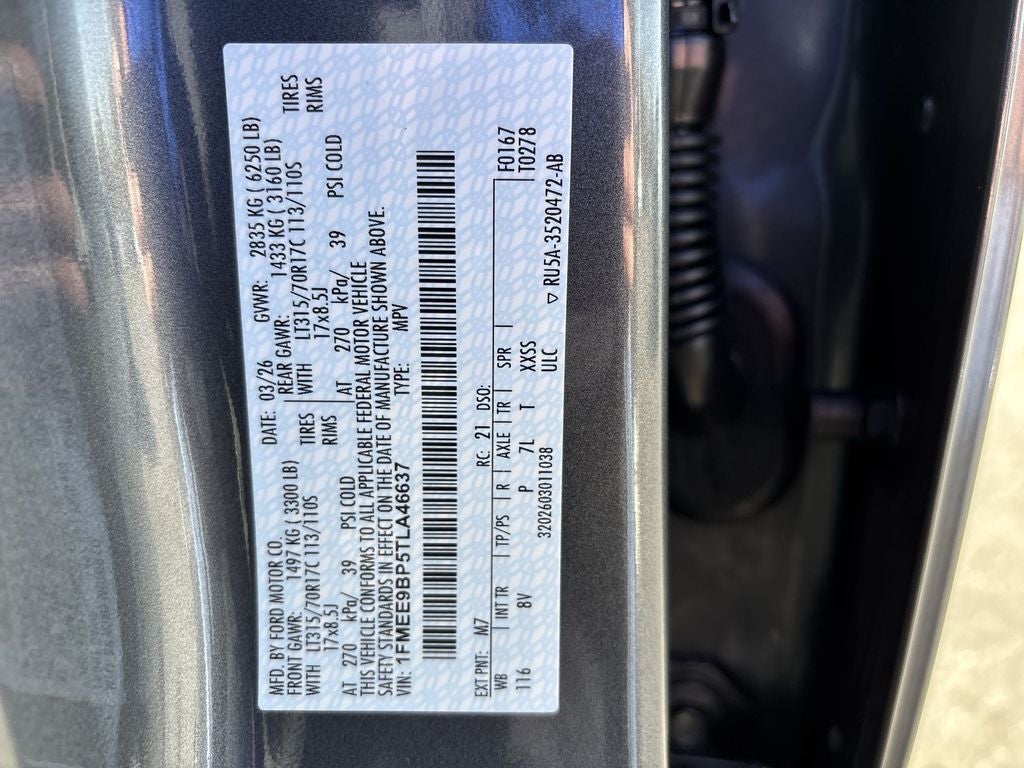 MFD. BY FORD MOTOR CO. DATE: 03/26 GVWR: 2835 KG ( 6250 LB)
FRONT GAWR: 1497 KG ( 3300 LB) REAR GAWR: 1433 KG ( 3160 LB)
WITH LT315/70R17C 113/110S TIRES WITH LT315/70R17C 113/110S TIRES
17x8.5J RIMS 17x8.5J RIMS
AT 270 kPa/ 39 PSI COLD AT 270 kPa/ 39 PSI COLD
THIS VEHICLE CONFORMS TO ALL APPLICABLE FEDERAL MOTOR VEHICLE
SAFETY STANDARDS IN EFFECT ON THE DATE OF MANUFACTURE SHOWN ABOVE.
VIN: 1FMEE9BP5TLA46637 TYPE: MPV
EXT PNT: M7 RC: 21 DSO: F0167
WB INT TR TP/PS R AXLE TR SPR T0278
116 8V P 7L T XXSS
3202603011038 ULC ▽ RU5A-3520472-AB